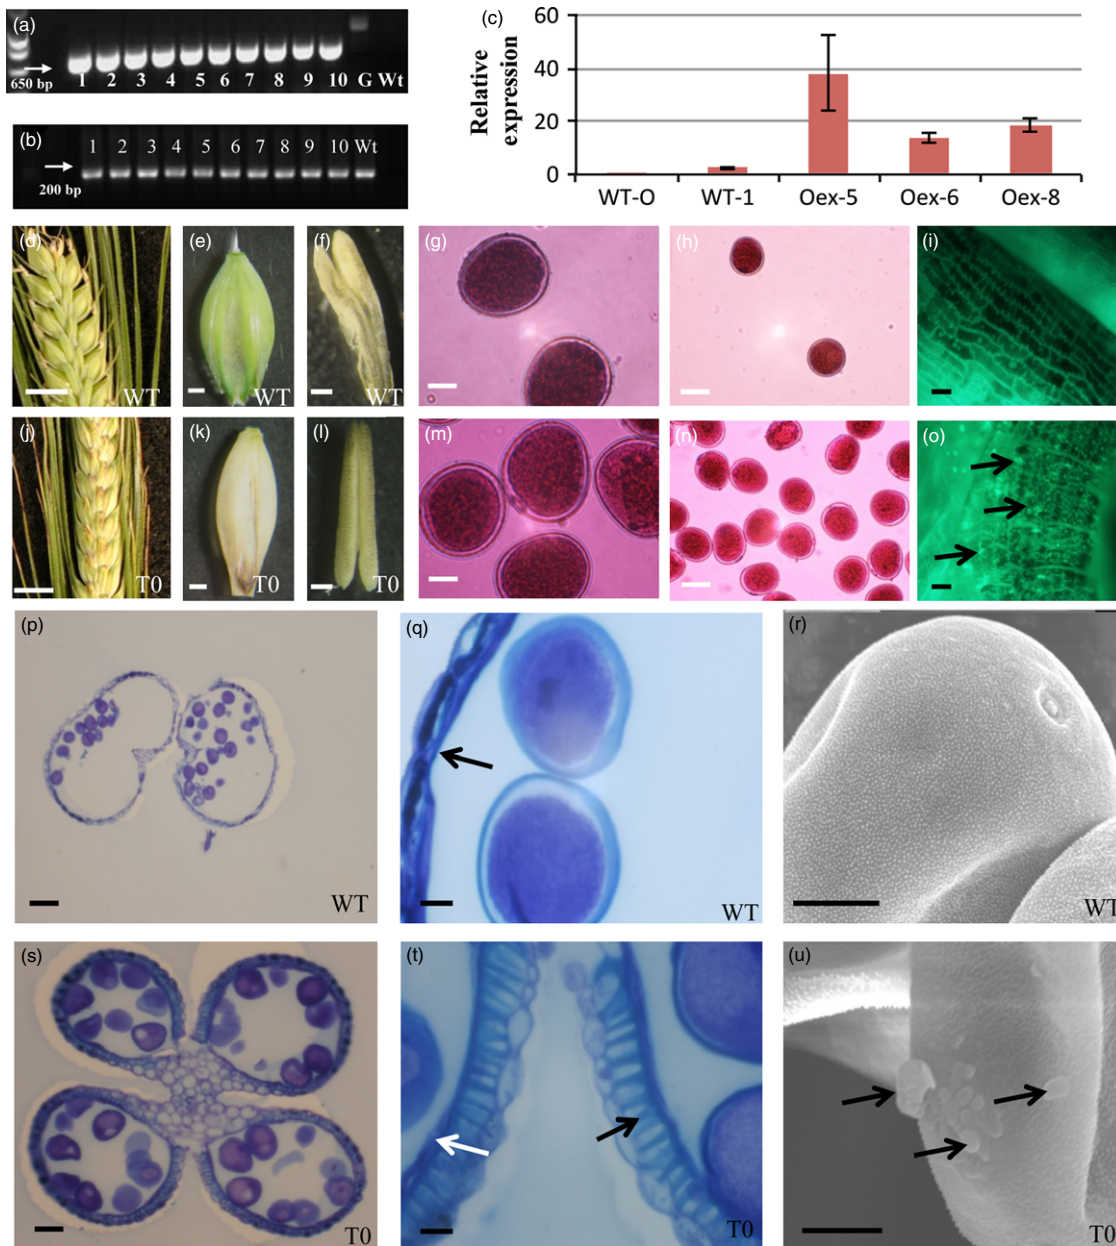 (a)
650 bp
1 2 3 4 5 6 7 8 9 10 G Wt
(b)
1 2 3 4 5 6 7 8 9 10 Wt
200 bp
(c)
Relative expression
60
40
20
0
WT-O WT-1 Oex-5 Oex-6 Oex-8
(d)
WT
(e)
WT
(f)
WT
(g)
(h)
(i)
(j)
T0
(k)
T0
(l)
T0
(m)
(n)
(o)
(p)
WT
(q)
WT
(r)
WT
(s)
T0
(t)
T0
(u)
T0